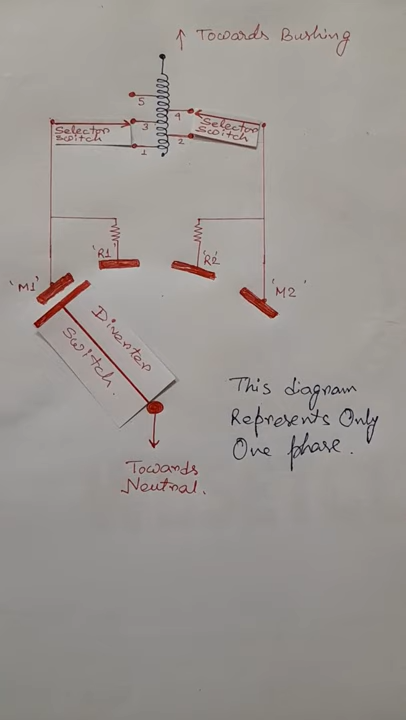 ↑ Towards Bushing
5
4
3
2
1
Selector
switch
Selector
switch
'R1'
'R2'
'M1'
'M2'
Diverter
Switch.
This diagram
Represents Only
One phase.
Towards
Neutral.